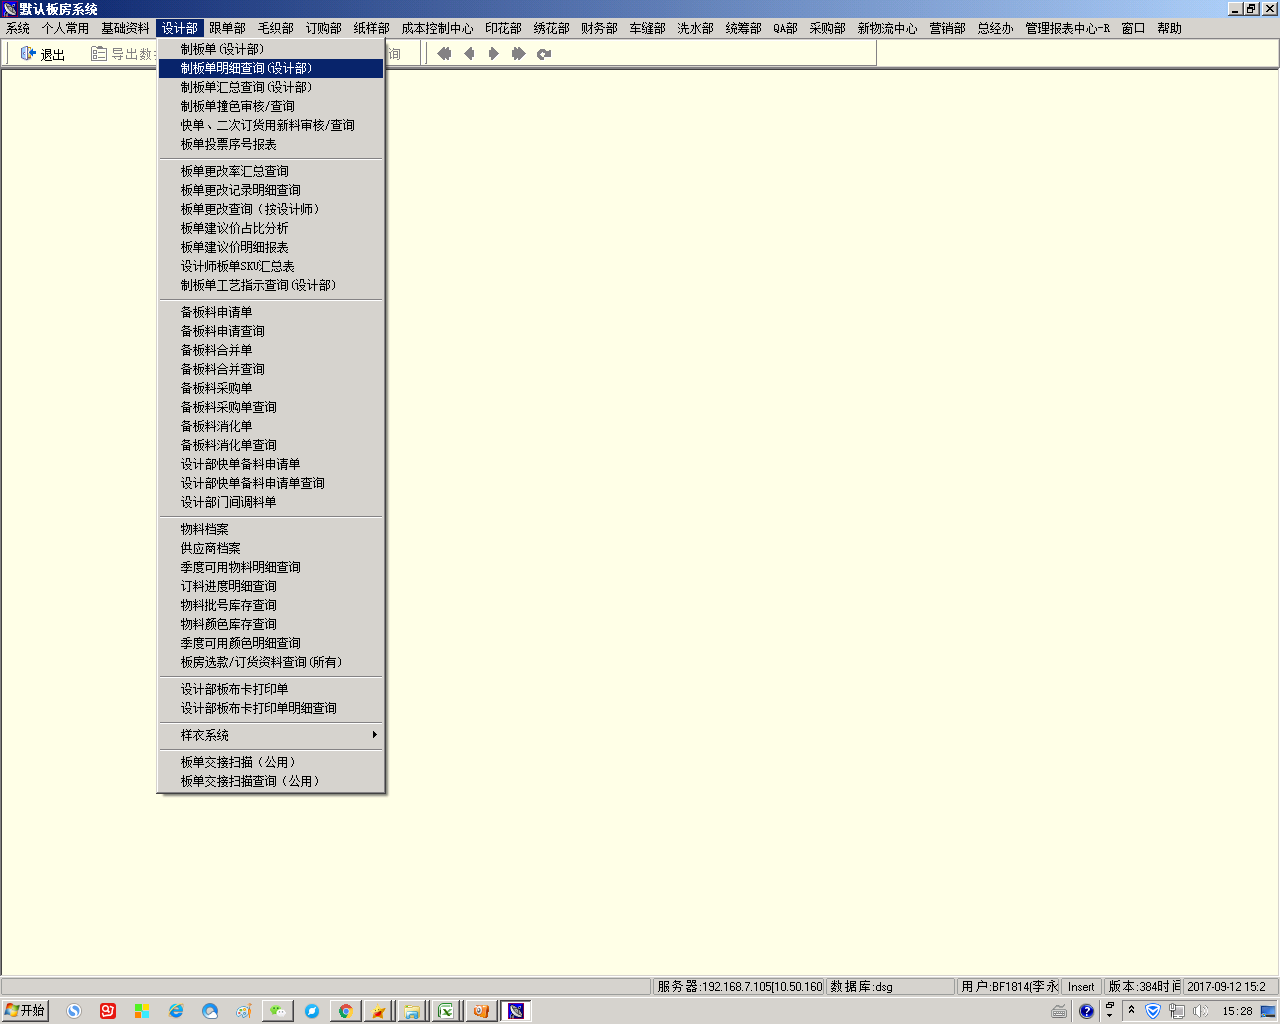 默认板房系统
系统 个人常用 基础资料 设计部 跟单部 毛织部 订购部 纸样部 成本控制中心 印花部 绣花部 财务部 车缝部 洗水部 统筹部 QA部 采购部 新物流中心 营销部 总经办 管理报表中心-R 窗口 帮助
退出 导出数 询
制板单(设计部)
制板单明细查询(设计部)
制板单汇总查询(设计部)
制板单撞色审核/查询
快单、二次订货用新料审核/查询
板单投票序号报表
板单更改率汇总查询
板单更改记录明细查询
板单更改查询（按设计师）
板单建议价占比分析
板单建议价明细报表
设计师板单SKU汇总表
制板单工艺指示查询(设计部)
备板料申请单
备板料申请查询
备板料合并单
备板料合并查询
备板料采购单
备板料采购单查询
备板料消化单
备板料消化单查询
设计部快单备料申请单
设计部快单备料申请单查询
设计部门间调料单
物料档案
供应商档案
季度可用物料明细查询
订料进度明细查询
物料批号库存查询
物料颜色库存查询
季度可用颜色明细查询
板房选款/订货资料查询(所有)
设计部板布卡打印单
设计部板布卡打印单明细查询
样衣系统
板单交接扫描（公用）
板单交接扫描查询（公用）
服务器:192.168.7.105[10.50.160 数据库:dsg 用户:BF1814(李永 Insert 版本:384时间 2017-09-12 15:2
开始 15:28